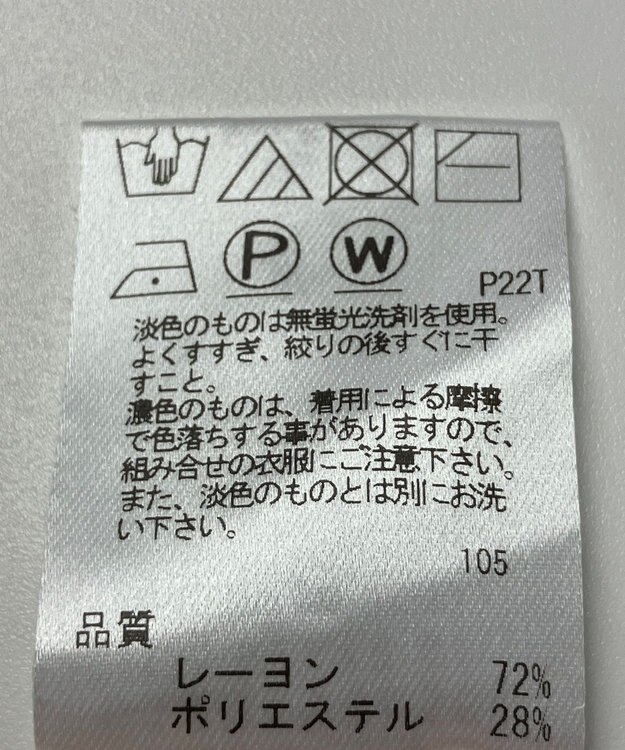 P W
P22T
淡色のものは無蛍光洗剤を使用。
よくすすぎ、絞りの後すぐに干
すこと。
濃色のものは、着用による摩擦
で色落ちする事がありますので、
組み合せの衣服にご注意下さい。
また、淡色のものとは別にお洗
い下さい。
105
品質
レーヨン 72%
ポリエステル 28%